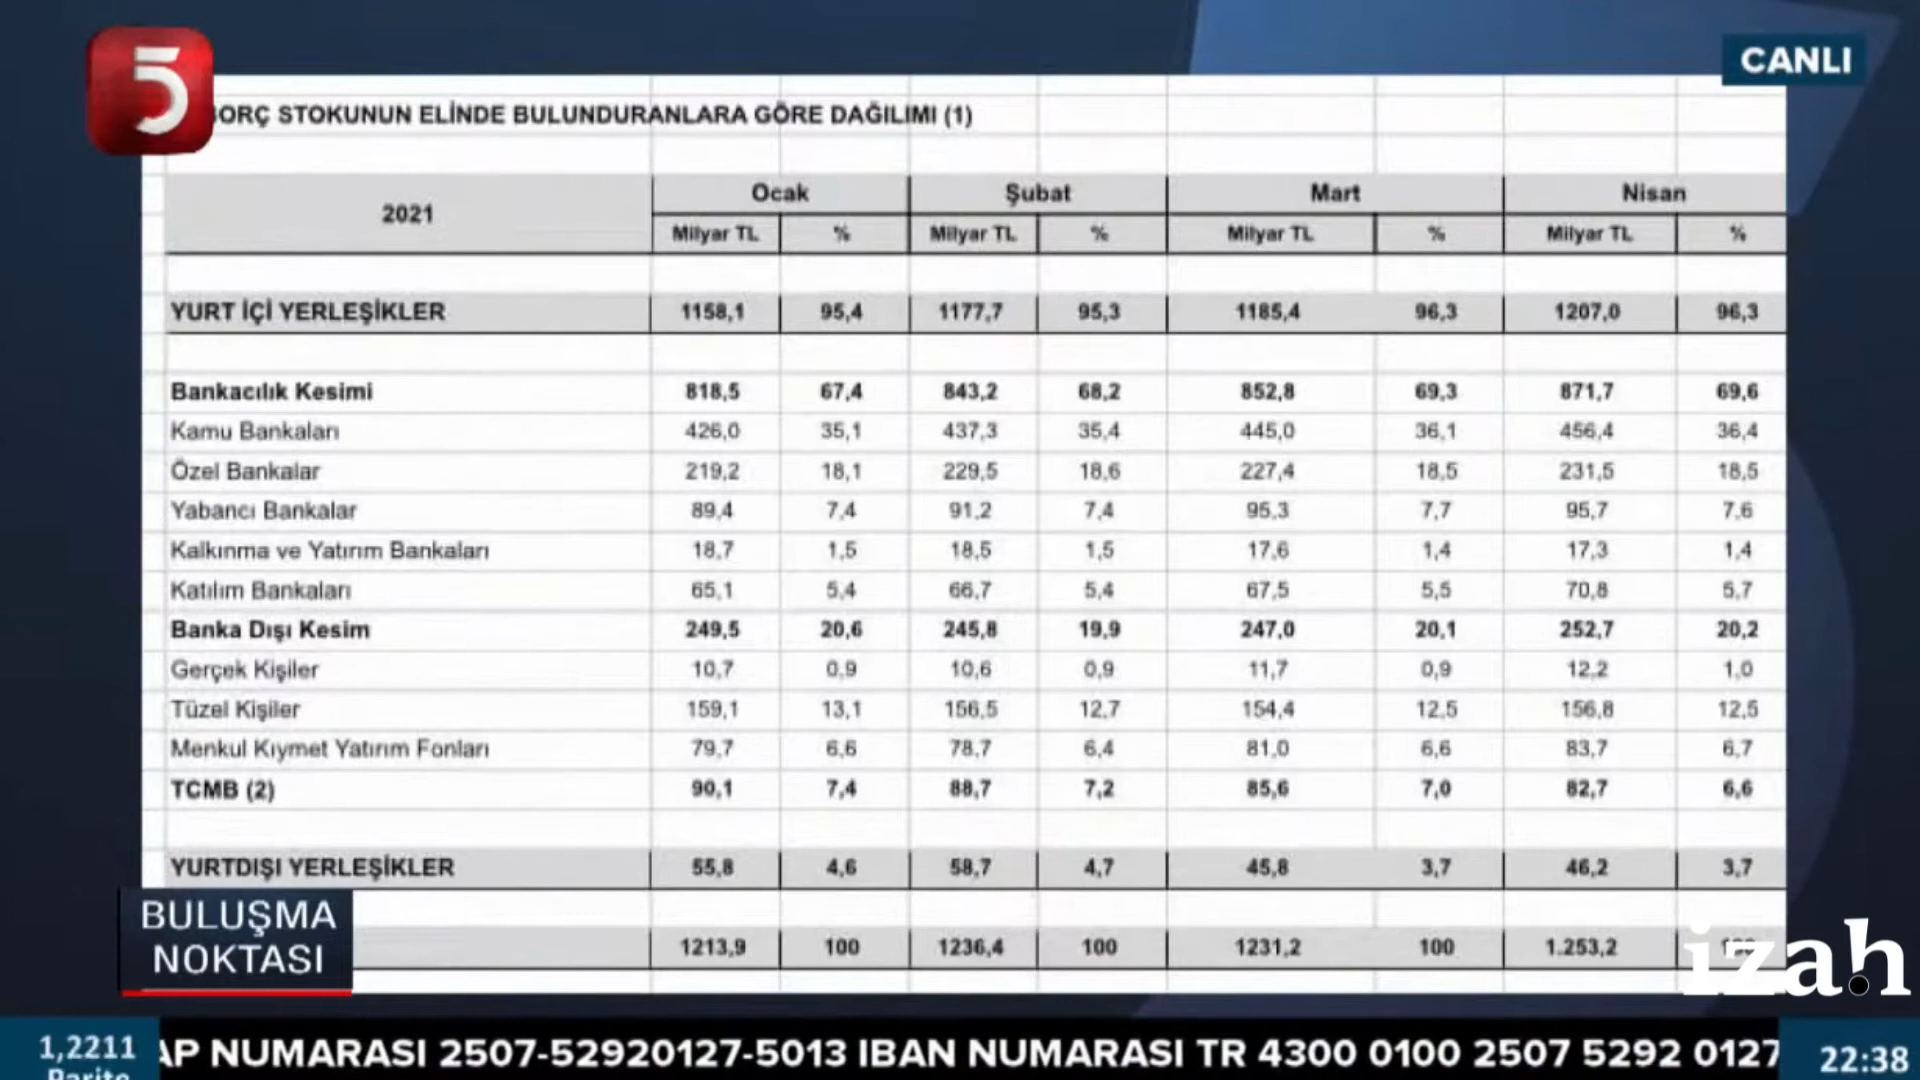 5
CANLI
ORÇ STOKUNUN ELİNDE BULUNDURANLARA GÖRE DAĞILIMI (1)
2021 Ocak Şubat Mart Nisan
Milyar TL % Milyar TL % Milyar TL % Milyar TL %
YURT İÇİ YERLEŞİKLER 1158,1 95,4 1177,7 95,3 1185,4 96,3 1207,0 96,3
Bankacılık Kesimi 818,5 67,4 843,2 68,2 852,8 69,3 871,7 69,6
Kamu Bankaları 426,0 35,1 437,3 35,4 445,0 36,1 456,4 36,4
Özel Bankalar 219,2 18,1 229,5 18,6 227,4 18,5 231,5 18,5
Yabancı Bankalar 89,4 7,4 91,2 7,4 95,3 7,7 95,7 7,6
Kalkınma ve Yatırım Bankaları 18,7 1,5 18,5 1,5 17,6 1,4 17,3 1,4
Katılım Bankaları 65,1 5,4 66,7 5,4 67,5 5,5 70,8 5,7
Banka Dışı Kesim 249,5 20,6 245,8 19,9 247,0 20,1 252,7 20,2
Gerçek Kişiler 10,7 0,9 10,6 0,9 11,7 0,9 12,2 1,0
Tüzel Kişiler 159,1 13,1 156,5 12,7 154,4 12,5 156,8 12,5
Menkul Kıymet Yatırım Fonları 79,7 6,6 78,7 6,4 81,0 6,6 83,7 6,7
TCMB (2) 90,1 7,4 88,7 7,2 85,6 7,0 82,7 6,6
YURTDIŞI YERLEŞİKLER 55,8 4,6 58,7 4,7 45,8 3,7 46,2 3,7
1213,9 100 1236,4 100 1231,2 100 1.253,2
BULUŞMA
NOKTASI
izah
1,2211
Parite
AP NUMARASI 2507-52920127-5013 IBAN NUMARASI TR 4300 0100 2507 5292 0127
22:38